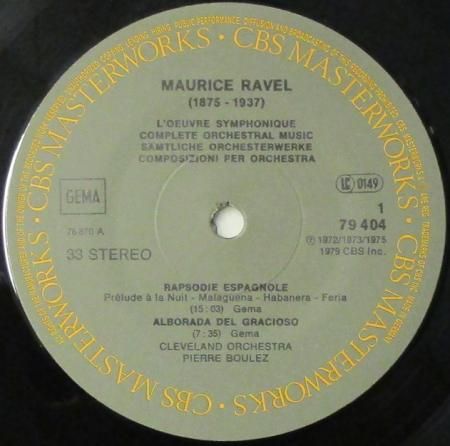 CBS MASTERWORKS · CBS MASTERWORKS · CBS MASTERWORKS · CBS MASTERWORKS ·
MAURICE RAVEL
(1875 - 1937)
L'OEUVRE SYMPHONIQUE
COMPLETE ORCHESTRAL MUSIC
SÄMTLICHE ORCHESTERWERKE
COMPOSIZIONI PER ORCHESTRA
GEMA
LC 0149
76 870 A
33 STEREO
1
79 404
Ⓟ 1972/1973/1975
1979 CBS Inc.
RAPSODIE ESPAGNOLE
Prélude à la Nuit - Malaguena - Habanera - Feria
(15:03) Gema
ALBORADA DEL GRACIOSO
(7:35) Gema
CLEVELAND ORCHESTRA
PIERRE BOULEZ